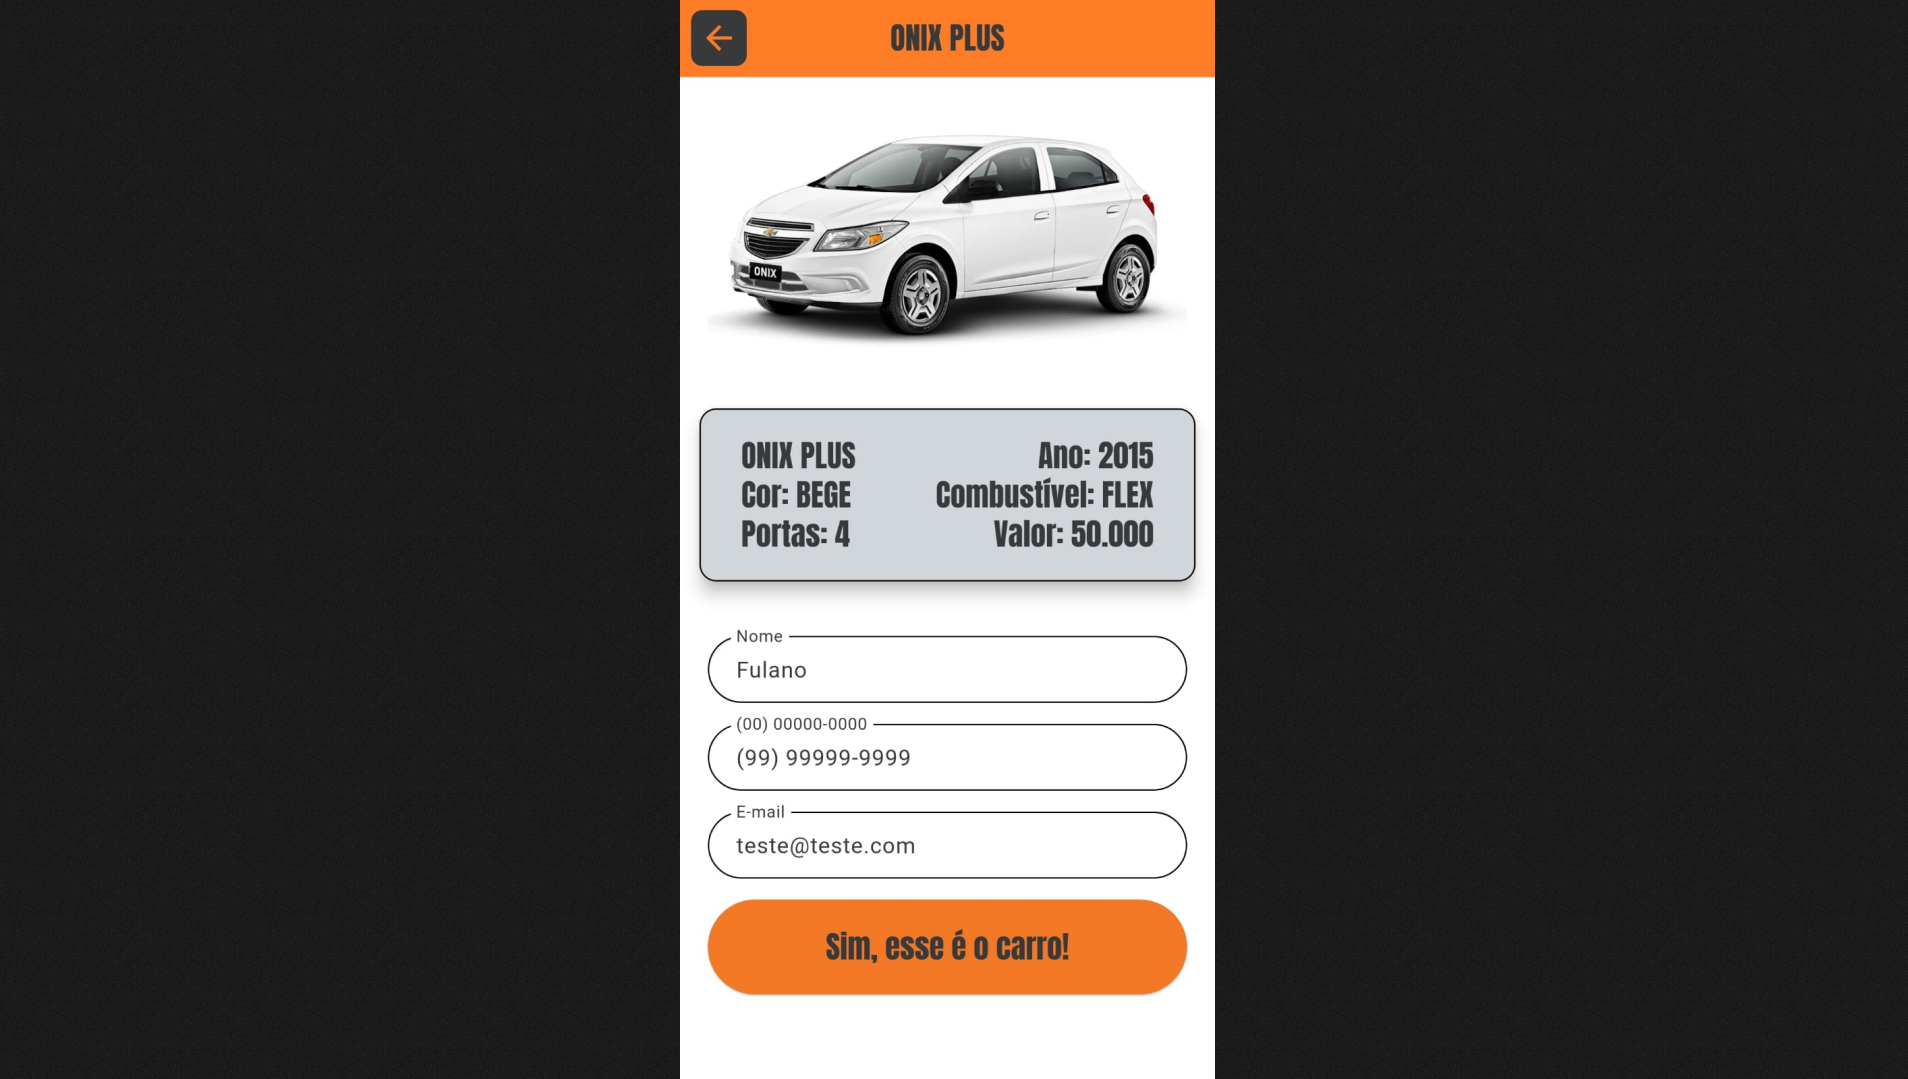 ONIX PLUS
ONIX
ONIX PLUS
Ano: 2015
Cor: BEGE
Combustível: FLEX
Portas: 4
Valor: 50.000
Nome
Fulano
(00) 00000-0000
(99) 99999-9999
E-mail
teste@teste.com
Sim, esse é o carro!